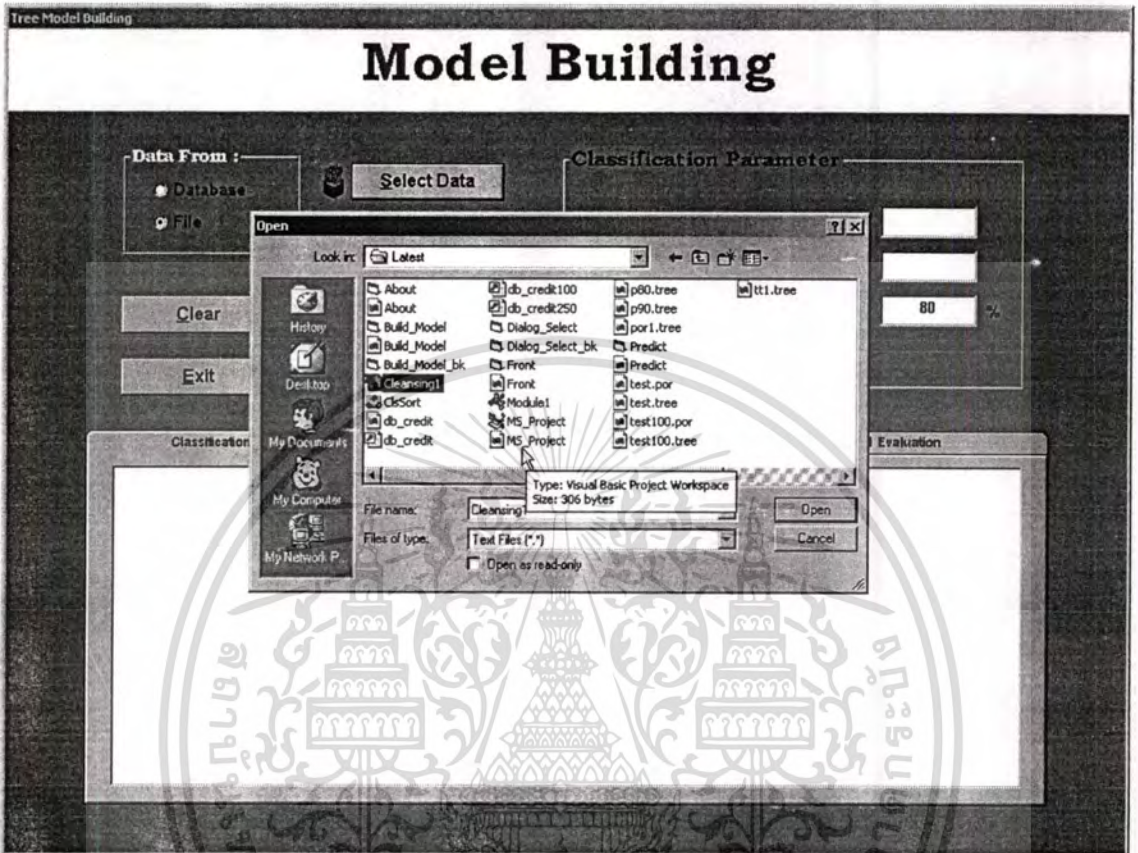 Tree Model Building
Model Building
Data From :
Database
File
Select Data
Classification Parameter
Clear
Exit
80 %
Open
Look in:
Latest
History
Desktop
My Documents
My Computer
My Network P...
About
About
Build_Model
Build_Model
Build_Model_bk
Cleansing1
ClsSort
db_credit
db_credit
db_credit100
db_credit250
Dialog_Select
Dialog_Select_bk
Front
Front
Module1
MS_Project
MS_Project
p80.tree
p90.tree
por1.tree
Predict
Predict
test.por
test.tree
test100.por
test100.tree
tt1.tree
Type: Visual Basic Project Workspace
Size: 306 bytes
File name:
Cleansing1
Open
Files of type:
Text Files (*.*)
Cancel
Open as read-only
Classification
Evaluation